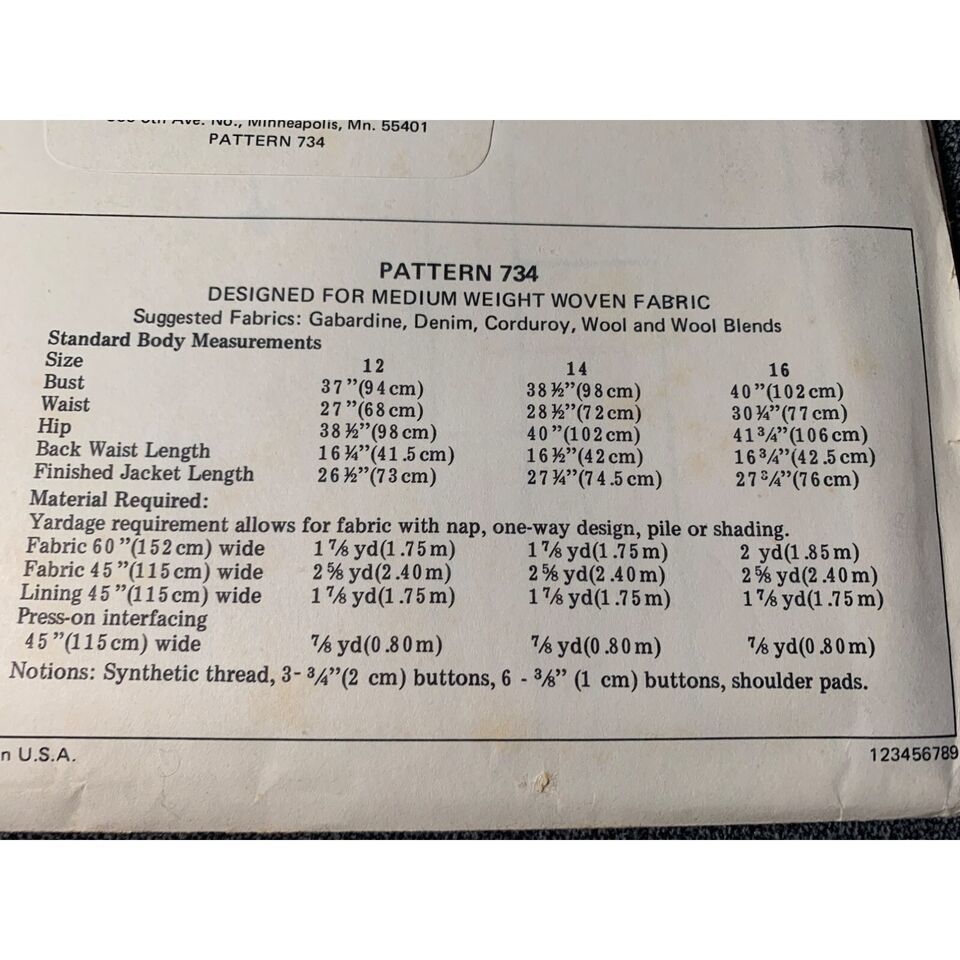 Ave. No., Minneapolis, Mn. 55401
PATTERN 734
PATTERN 734
DESIGNED FOR MEDIUM WEIGHT WOVEN FABRIC
Suggested Fabrics: Gabardine, Denim, Corduroy, Wool and Wool Blends
Standard Body Measurements
Size 12 14 16
Bust 37"(94cm) 38½"(98cm) 40"(102cm)
Waist 27"(68cm) 28½"(72cm) 30¼"(77cm)
Hip 38½"(98cm) 40"(102cm) 41¾"(106cm)
Back Waist Length 16¼"(41.5cm) 16½"(42cm) 16¾"(42.5cm)
Finished Jacket Length 26½"(73cm) 27¼"(74.5cm) 27¾"(76cm)
Material Required:
Yardage requirement allows for fabric with nap, one-way design, pile or shading.
Fabric 60"(152cm) wide 1⅞ yd(1.75m) 1⅞ yd(1.75m) 2 yd(1.85m)
Fabric 45"(115cm) wide 2⅝ yd(2.40m) 2⅝ yd(2.40m) 2⅝ yd(2.40m)
Lining 45"(115cm) wide 1⅞ yd(1.75m) 1⅞ yd(1.75m) 1⅞ yd(1.75m)
Press-on interfacing
45"(115cm) wide ⅞ yd(0.80m) ⅞ yd(0.80m) ⅞ yd(0.80m)
Notions: Synthetic thread, 3-¾"(2 cm) buttons, 6 - ⅜" (1 cm) buttons, shoulder pads.
n U.S.A. 123456789